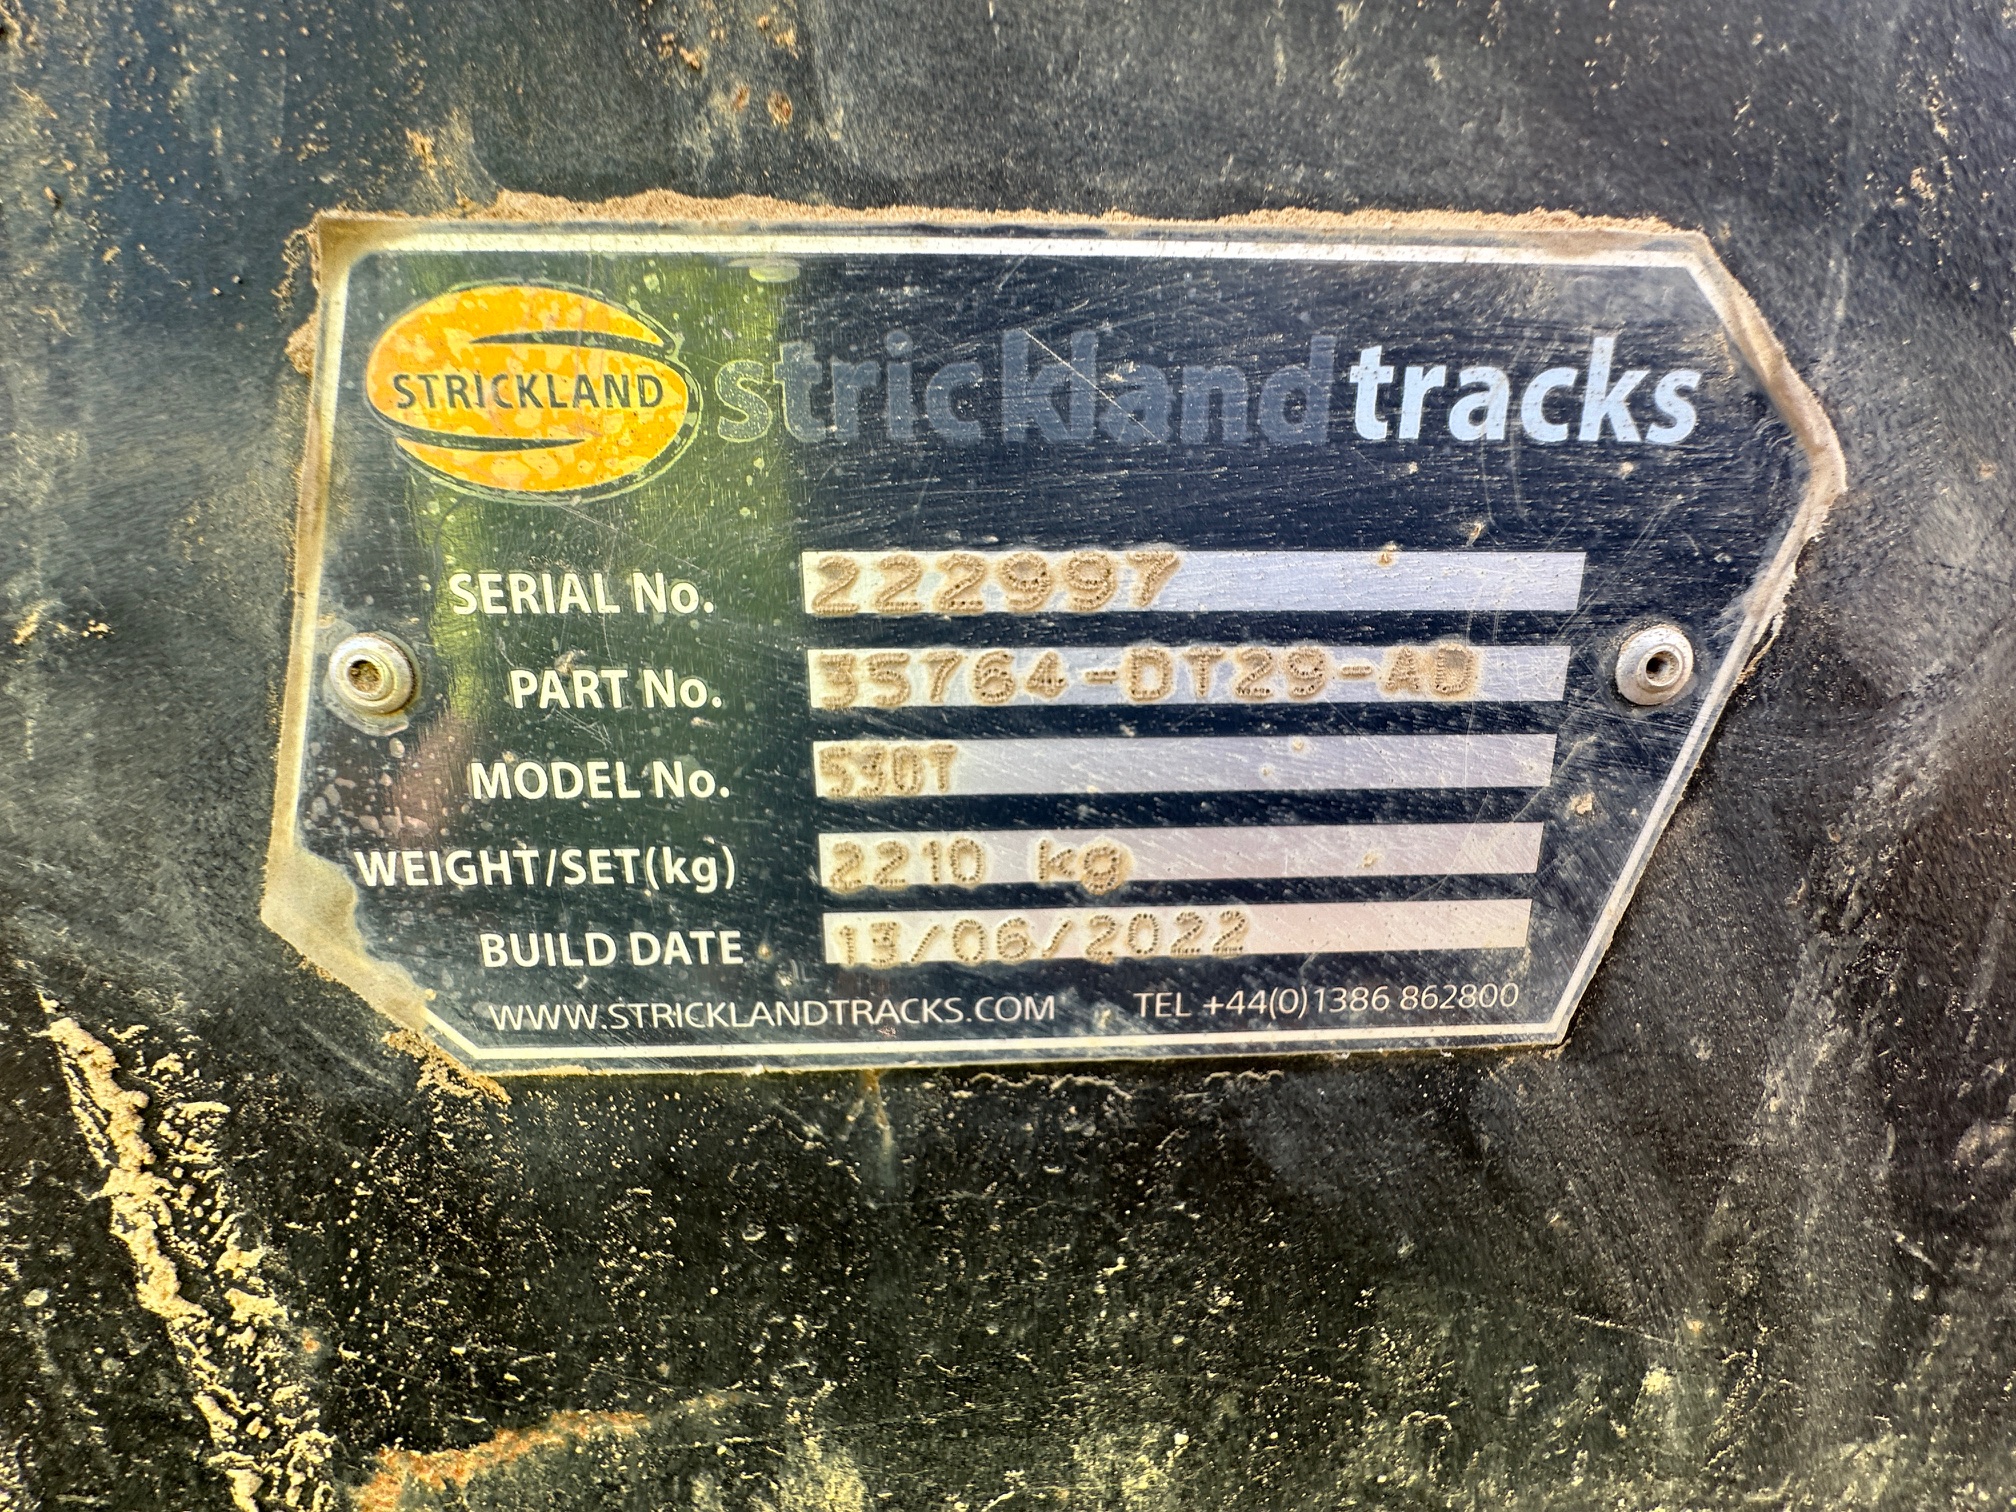 STRICKLAND stricklandtracks
SERIAL No. 222997
PART No. 35764-DT29-A0
MODEL No. 530T
WEIGHT/SET(kg) 2210 kg
BUILD DATE 13/06/2022
WWW.STRICKLANDTRACKS.COM TEL +44(0)1386 862800